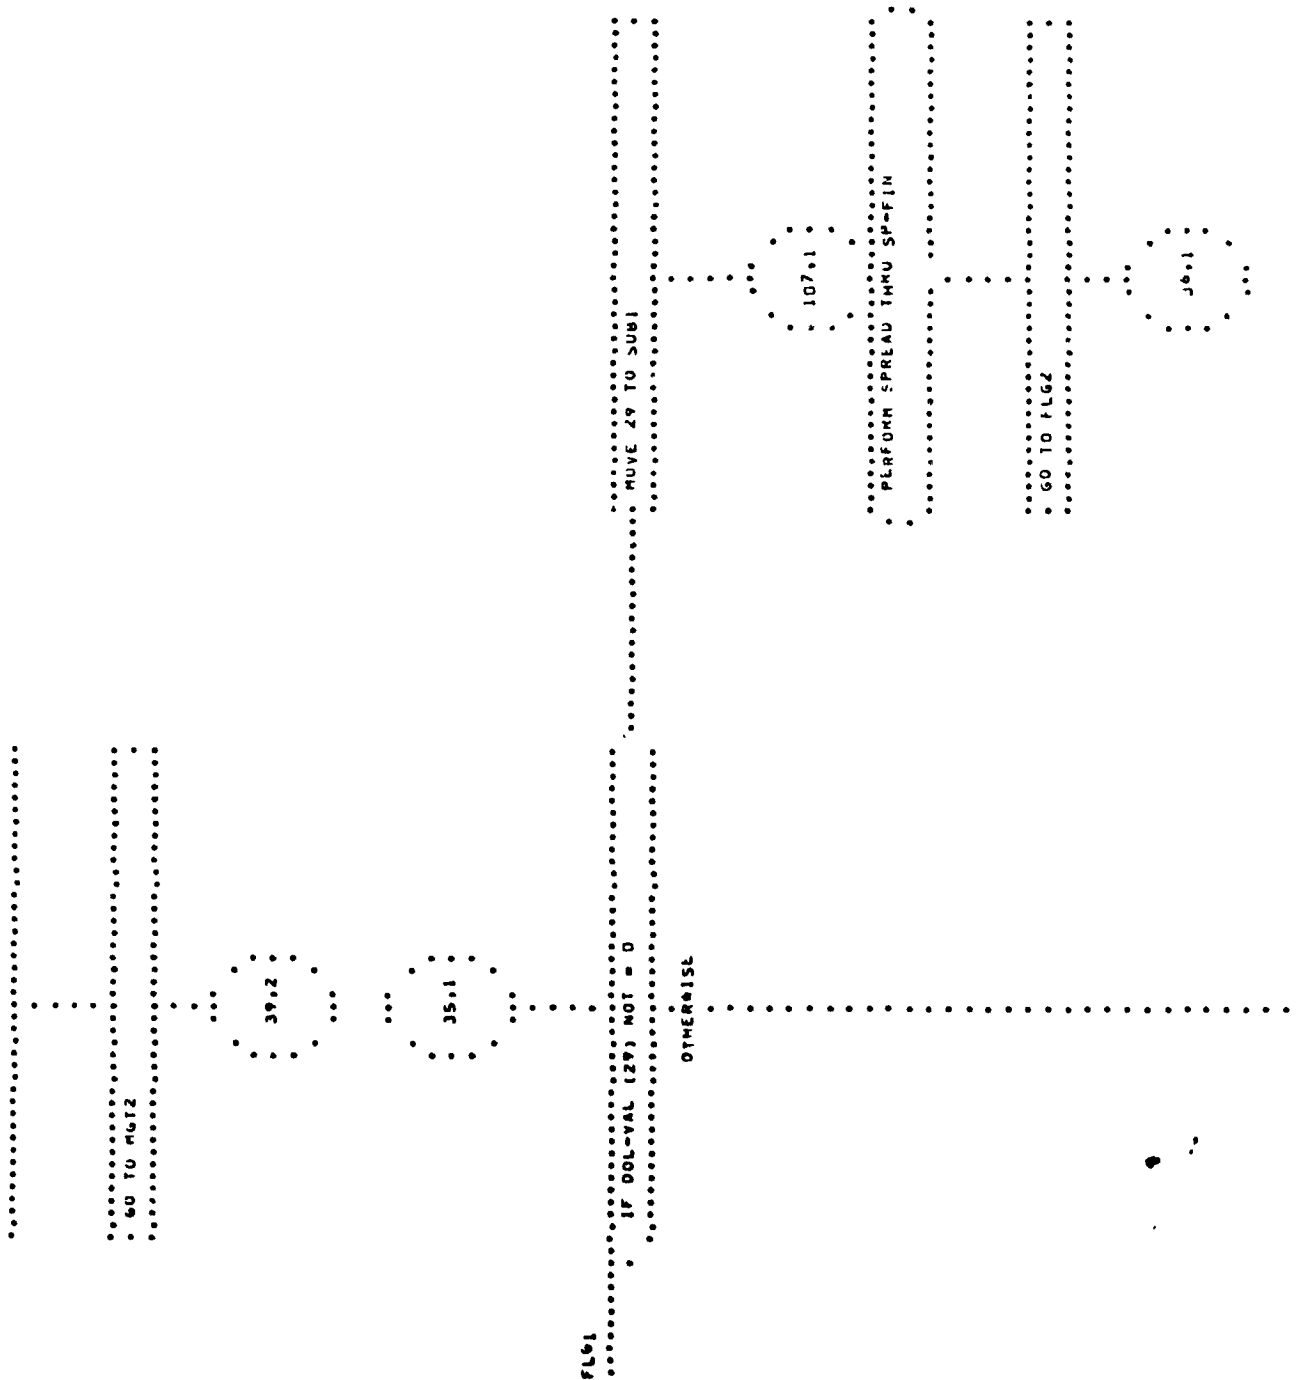 GO TO MGT2
39,2
35,1
FLG1
IF DOL-VAL (29) NOT = 0
OTHERWISE
MOVE 29 TO SUB1
107,1
PERFORM SPREAD THRU SP-FIN
GO TO FLG2
36,1